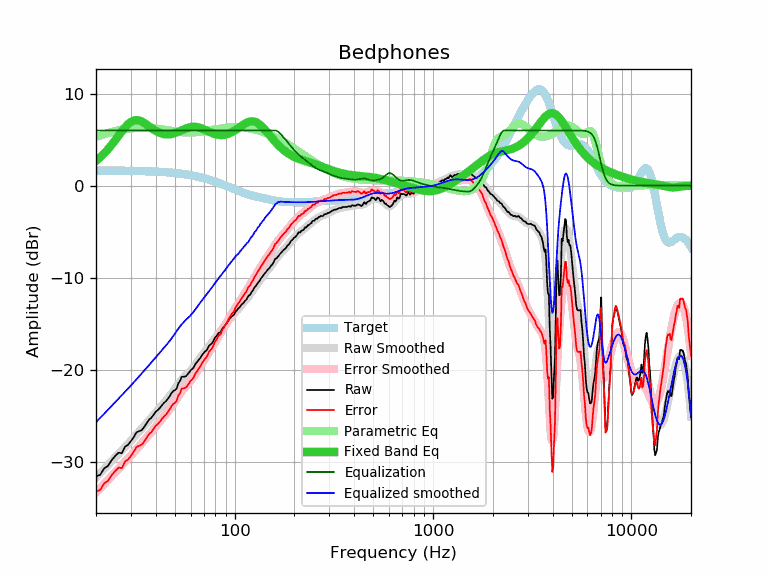 Bedphones
Amplitude (dBr)
10
0
−10
−20
−30
Target
Raw Smoothed
Error Smoothed
Raw
Error
Parametric Eq
Fixed Band Eq
Equalization
Equalized smoothed
100
1000
10000
Frequency (Hz)